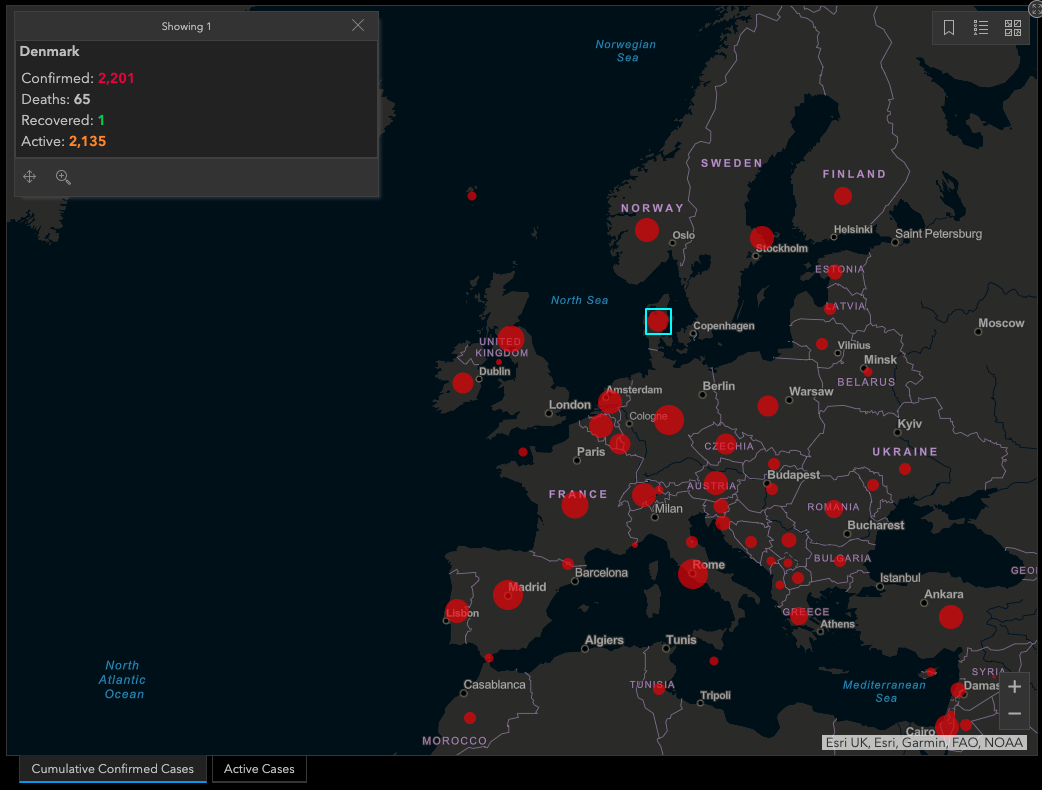 Showing 1
Denmark
Confirmed: 2,201
Deaths: 65
Recovered: 1
Active: 2,135
Norwegian
Sea
SWEDEN
FINLAND
NORWAY
Oslo
Helsinki
Saint Petersburg
Stockholm
ESTONIA
North Sea
LATVIA
Copenhagen
Moscow
UNITED
KINGDOM
Vilnius
Minsk
Dublin
BELARUS
Amsterdam
Berlin
Warsaw
London
Cologne
Kyiv
Paris
CZECHIA
UKRAINE
Budapest
AUSTRIA
FRANCE
Milan
ROMANIA
Bucharest
BULGARIA
Rome
GEO
Barcelona
Istanbul
Madrid
Ankara
Lisbon
GREECE
Athens
Algiers
Tunis
North
Atlantic
Ocean
SYRIA
Casablanca
TUNISIA
Mediterranean
Sea
Damas
Tripoli
MOROCCO
Cairo
Esri UK, Esri, Garmin, FAO, NOAA
Cumulative Confirmed Cases
Active Cases